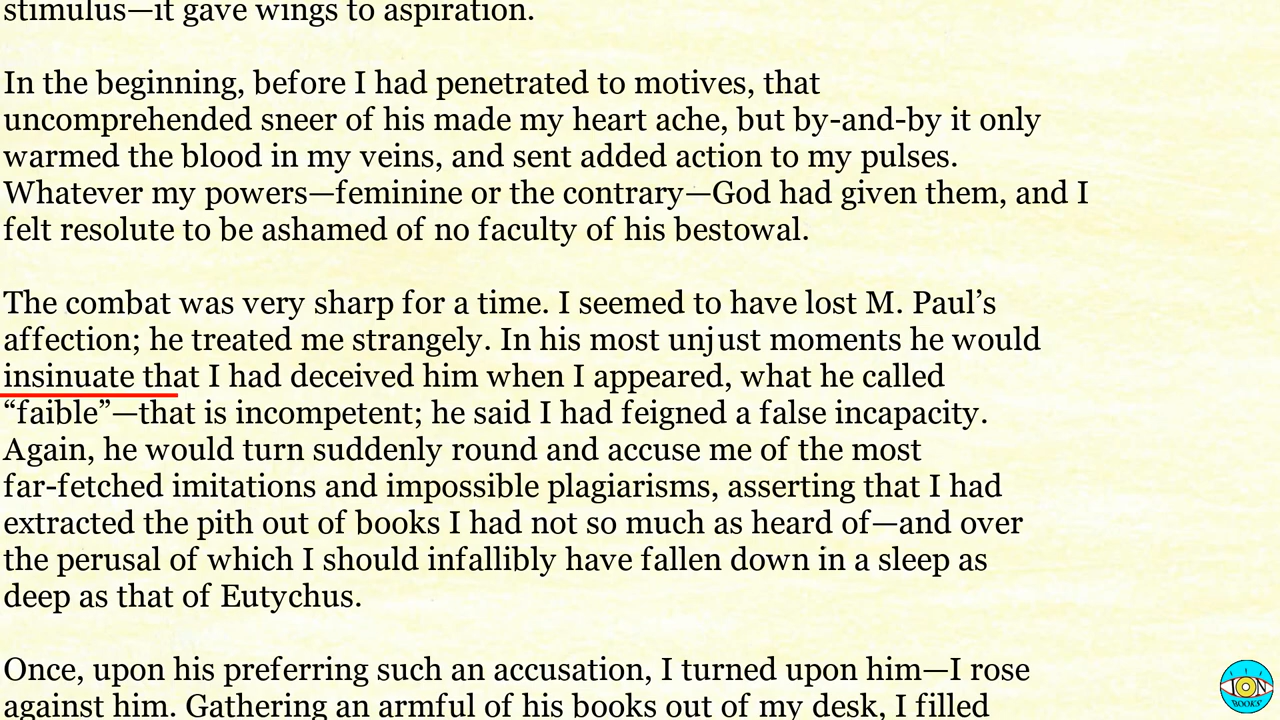 stimulus—it gave wings to aspiration.
In the beginning, before I had penetrated to motives, that
uncomprehended sneer of his made my heart ache, but by-and-by it only
warmed the blood in my veins, and sent added action to my pulses.
Whatever my powers—feminine or the contrary—God had given them, and I
felt resolute to be ashamed of no faculty of his bestowal.
The combat was very sharp for a time. I seemed to have lost M. Paul’s
affection; he treated me strangely. In his most unjust moments he would
insinuate that I had deceived him when I appeared, what he called
“faible”—that is incompetent; he said I had feigned a false incapacity.
Again, he would turn suddenly round and accuse me of the most
far-fetched imitations and impossible plagiarisms, asserting that I had
extracted the pith out of books I had not so much as heard of—and over
the perusal of which I should infallibly have fallen down in a sleep as
deep as that of Eutychus.
Once, upon his preferring such an accusation, I turned upon him—I rose
against him. Gathering an armful of his books out of my desk, I filled
ION
BOOKS